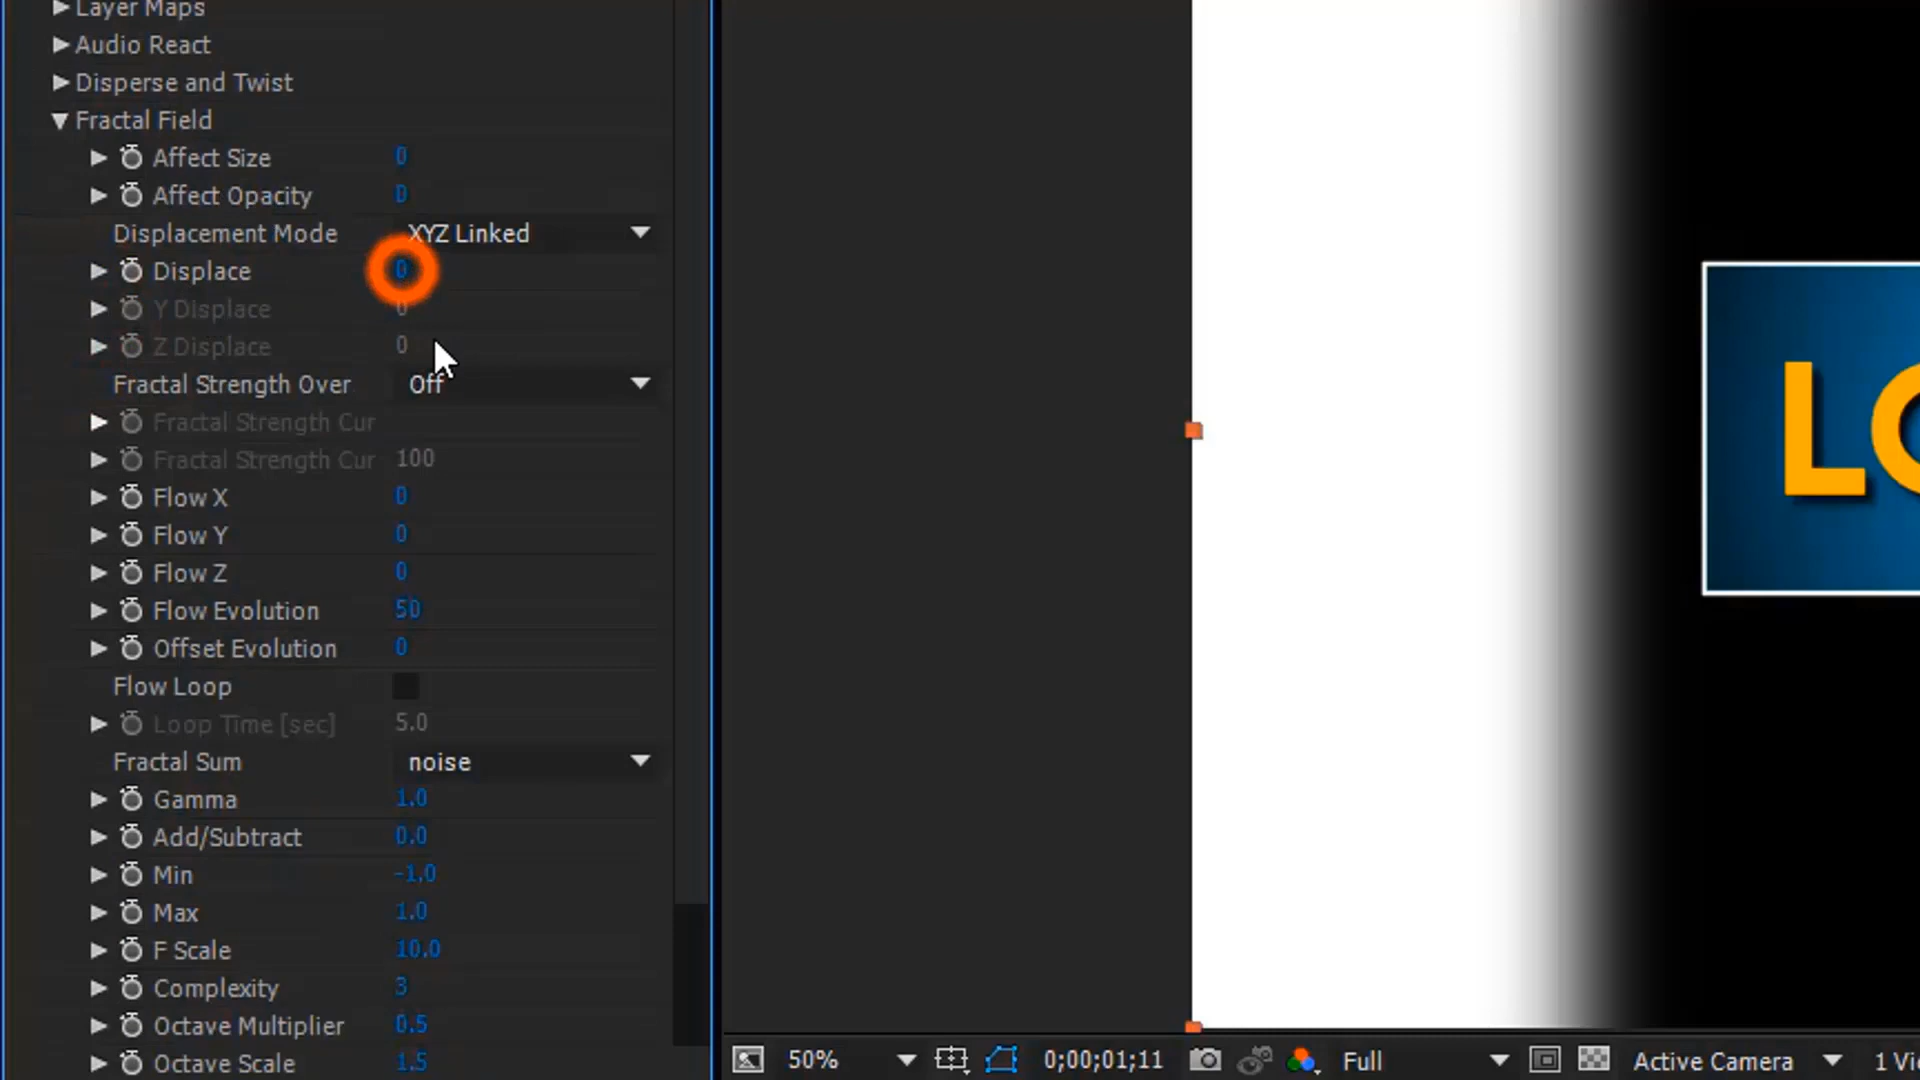 Layer Maps
Audio React
Disperse and Twist
Fractal Field
Affect Size 0
Affect Opacity 0
Displacement Mode XYZ Linked
Displace 0
Y Displace 0
Z Displace 0
Fractal Strength Over Off
Fractal Strength Cur
Fractal Strength Cur 100
Flow X 0
Flow Y 0
Flow Z 0
Flow Evolution 50
Offset Evolution 0
Flow Loop
Loop Time [sec] 5.0
Fractal Sum noise
Gamma 1.0
Add/Subtract 0.0
Min -1.0
Max 1.0
F Scale 10.0
Complexity 3
Octave Multiplier 0.5
Octave Scale 1.5
LO
50% 0;00;01;11 Full Active Camera 1 Vi